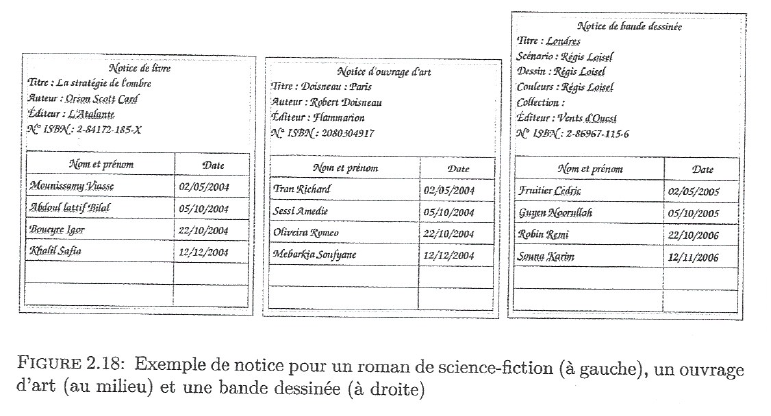 Notice de livre
Titre : La stratégie de l'ombre
Auteur : Orson Scott Card
Éditeur : L'Atalante
N° ISBN : 2-84172-185-X
Nom et prénom Date
Mounissamy Viasse 02/05/2004
Abdoul lattif Bilal 05/10/2004
Boucyre Igor 22/10/2004
Khalil Safia 12/12/2004
Notice d'ouvrage d'art
Titre : Doisneau : Paris
Auteur : Robert Doisneau
Éditeur : Flammarion
N° ISBN : 2080304917
Nom et prénom Date
Tran Richard 02/05/2004
Sessi Amedie 05/10/2004
Oliveira Romeo 22/10/2004
Mebarkia Soufyane 12/12/2004
Notice de bande dessinée
Titre : Londres
Scénario : Régis Loisel
Dessin : Régis Loisel
Couleurs : Régis Loisel
Collection :
Éditeur : Vents d'Ouest
N° ISBN : 2-86967-115-6
Nom et prénom Date
Fruitier Cédric 02/05/2005
Guyen Noorullah 05/10/2005
Robin Remi 22/10/2006
Souna Karim 12/11/2006
FIGURE 2.18: Exemple de notice pour un roman de science-fiction (à gauche), un ouvrage
d'art (au milieu) et une bande dessinée (à droite)